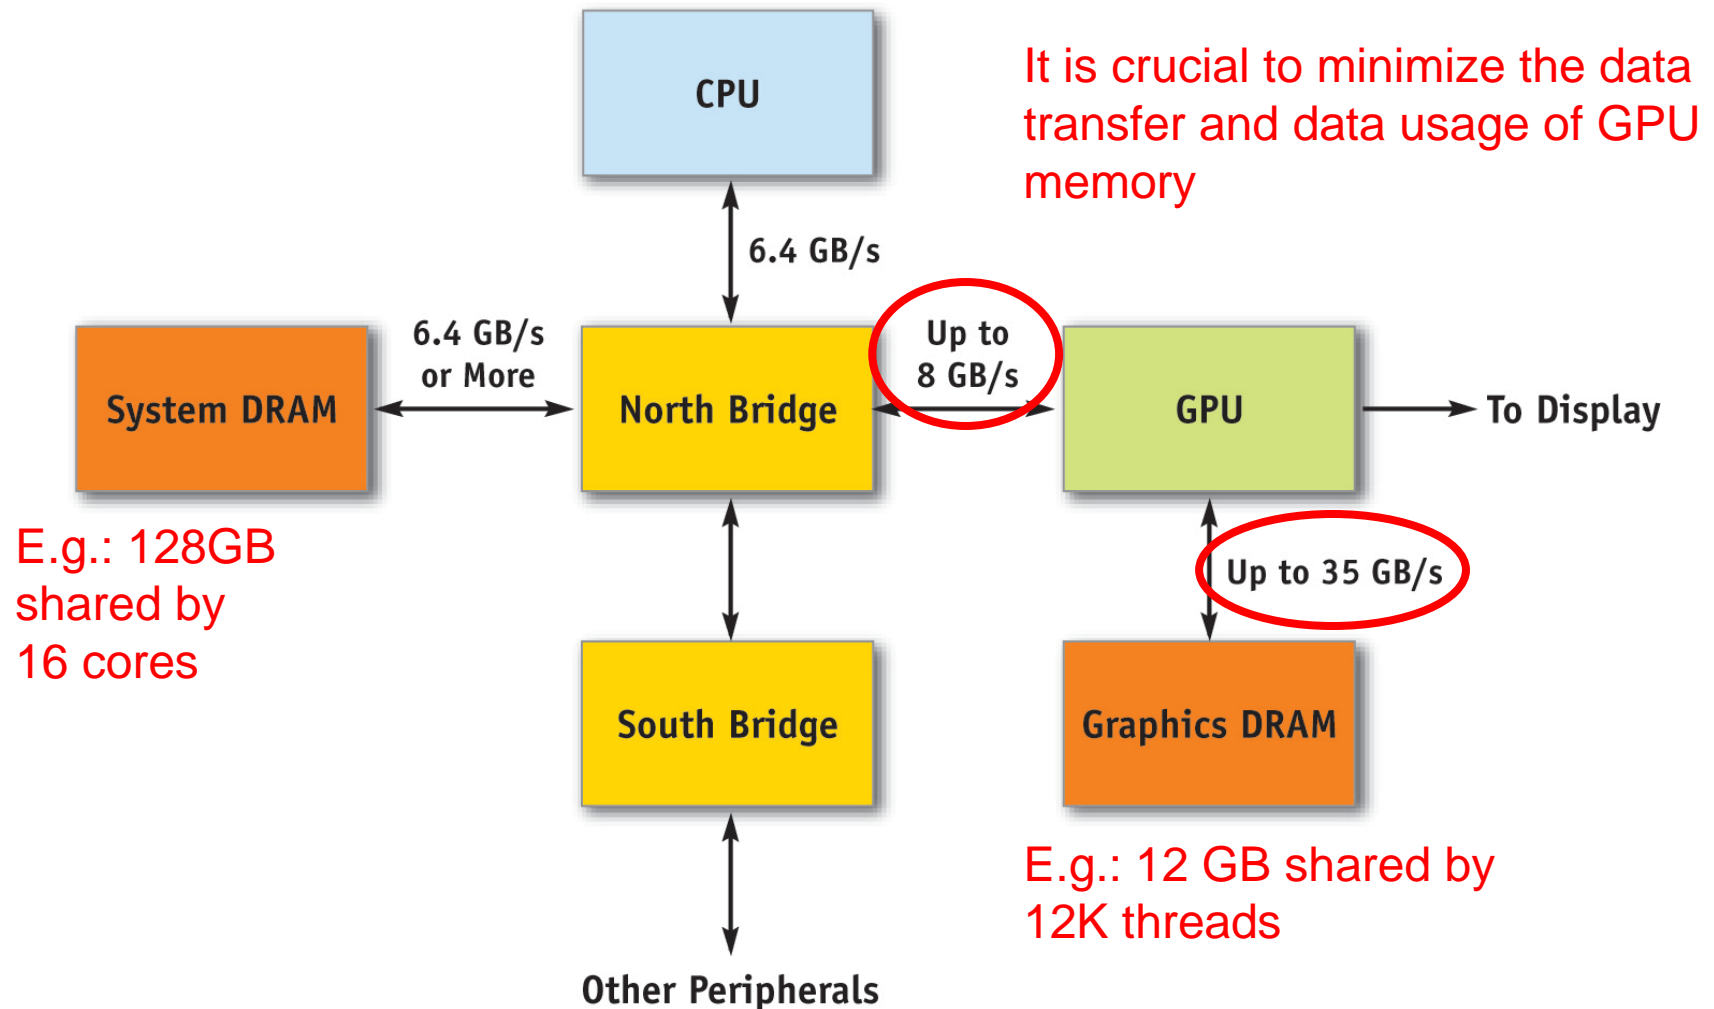 CPU
It is crucial to minimize the data
transfer and data usage of GPU
memory
6.4 GB/s
6.4 GB/s
or More
Up to
8 GB/s
System DRAM
North Bridge
GPU
To Display
E.g.: 128GB
shared by
16 cores
Up to 35 GB/s
South Bridge
Graphics DRAM
E.g.: 12 GB shared by
12K threads
Other Peripherals